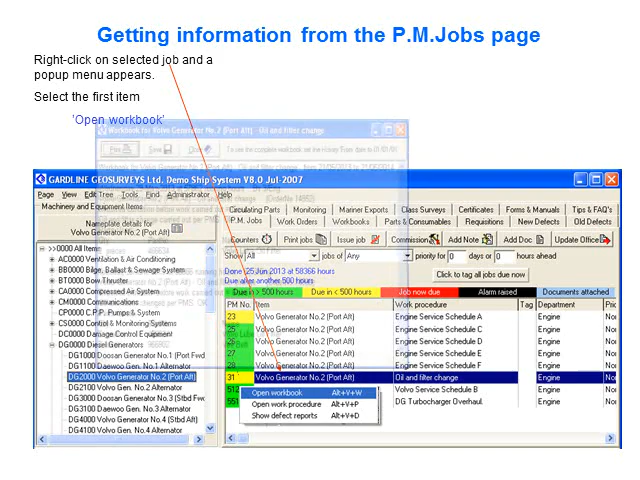 Getting information from the P.M.Jobs page
Right-click on selected job and a
popup menu appears.
Select the first item
'Open workbook'
Workbook for Volvo Generator No.2 (Port Aft) - Oil and filter change
GARDLINE GEOSURVEYS Ltd. Demo Ship System V8.0 Jul-2007
Page View Edit Tree Tools Find Administrator Help
Machinery and Equipment Items
Nameplate details for
Volvo Generator No.2 (Port Aft)
>>0000 All Items
AC0000 Ventilation & Air Conditioning
BB0000 Bilge, Ballast & Sewage System
BT0000 Bow Thruster
CA0000 Compressed Air System
CM0000 Communications
CP0000 C.P.P. Pumps & System
CS0000 Control & Monitoring System
DC0000 Damage Control Equipment
DG0000 Diesel Generators
DG1000 Doosan Generator No.1 (Port Fwd
DG1100 Daewoo Gen. No.1 Alternator
DG2000 Volvo Generator No.2 (Port Aft)
DG2100 Volvo Gen. No.2 Alternator
DG3000 Doosan Generator No.3 (Stbd Fwd
DG3100 Daewoo Gen. No.3 Alternator
DG4000 Volvo Generator No.4 (Stbd Aft)
DG4100 Volvo Gen. No.4 Alternator
Circulating Parts Monitoring Mariner Exports Class Surveys Certificates Forms & Manuals Tips & FAQ's
P.M. Jobs Work Orders Workbooks Parts & Consumables Requisitions New Defects Old Defects
Counters Print jobs Issue job Commission Add Note Add Doc Update Office
Show All jobs of Any priority for 0 days or 0 hours ahead
Done 25 Jun 2013 at 58366 hours
Due after another 500 hours
Click to tag all jobs due now
Due in > 500 hours Due in < 500 hours Job now due Alarm raised Documents attached
PM No. Item Work procedure Tag Department Prio
23 Volvo Generator No.2 (Port Aft) Engine Service Schedule A Engine Nor
25 Volvo Generator No.2 (Port Aft) Engine Service Schedule C Engine Nor
26 Volvo Generator No.2 (Port Aft) Engine Service Schedule D Engine Nor
27 Volvo Generator No.2 (Port Aft) Engine Service Schedule E Engine Nor
28 Volvo Generator No.2 (Port Aft) Engine Service Schedule F Engine Nor
31 Volvo Generator No.2 (Port Aft) Oil and filter change Engine Nor
512 Volvo Service Schedule B Engine Nor
551 DG Turbocharger Overhaul. Engine Nor
Open workbook Alt+V+W
Open work procedure Alt+V+P
Show defect reports Alt+V+D